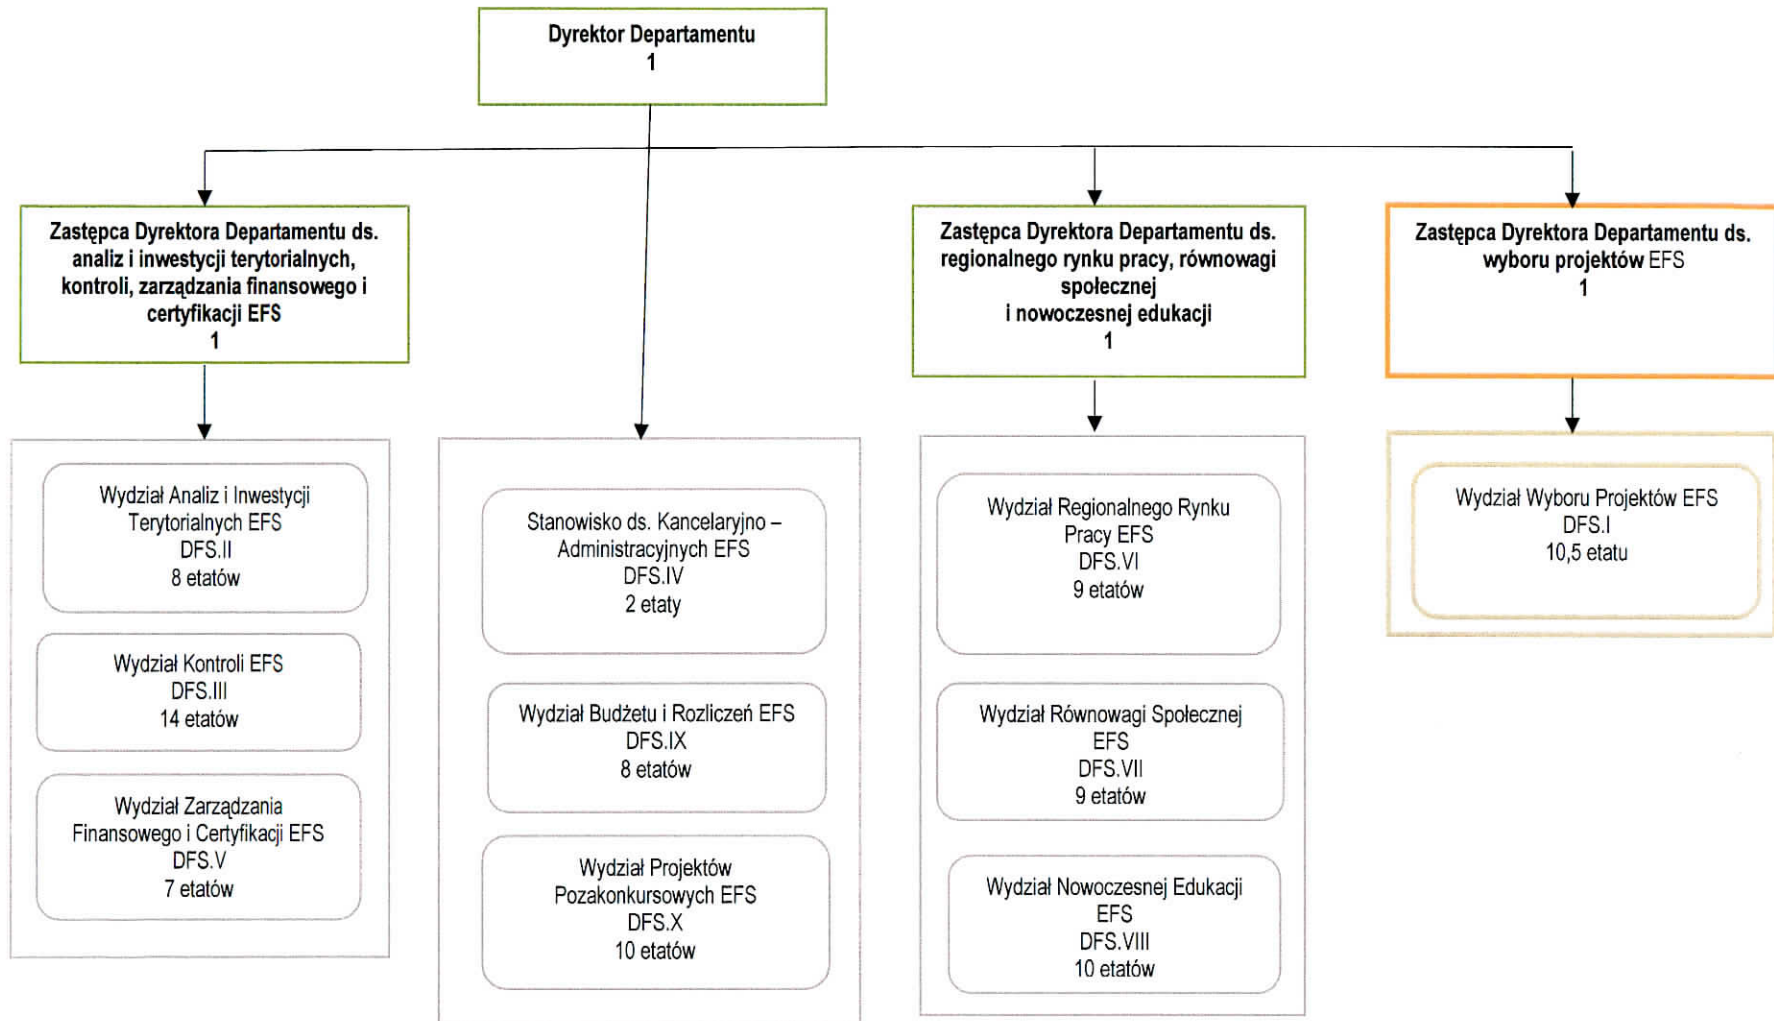 Dyrektor Departamentu
1
Zastępca Dyrektora Departamentu ds.
analiz i inwestycji terytorialnych,
kontroli, zarządzania finansowego i
certyfikacji EFS
1
Zastępca Dyrektora Departamentu ds.
regionalnego rynku pracy, równowagi
społecznej
i nowoczesnej edukacji
1
Zastępca Dyrektora Departamentu ds.
wyboru projektów EFS
1
Wydział Analiz i Inwestycji
Terytorialnych EFS
DFS.II
8 etatów
Wydział Kontroli EFS
DFS.III
14 etatów
Wydział Zarządzania
Finansowego i Certyfikacji EFS
DFS.V
7 etatów
Stanowisko ds. Kancelaryjno –
Administracyjnych EFS
DFS.IV
2 etaty
Wydział Budżetu i Rozliczeń EFS
DFS.IX
8 etatów
Wydział Projektów
Pozakonkursowych EFS
DFS.X
10 etatów
Wydział Regionalnego Rynku
Pracy EFS
DFS.VI
9 etatów
Wydział Równowagi Społecznej
EFS
DFS.VII
9 etatów
Wydział Nowoczesnej Edukacji
EFS
DFS.VIII
10 etatów
Wydział Wyboru Projektów EFS
DFS.I
10,5 etatu